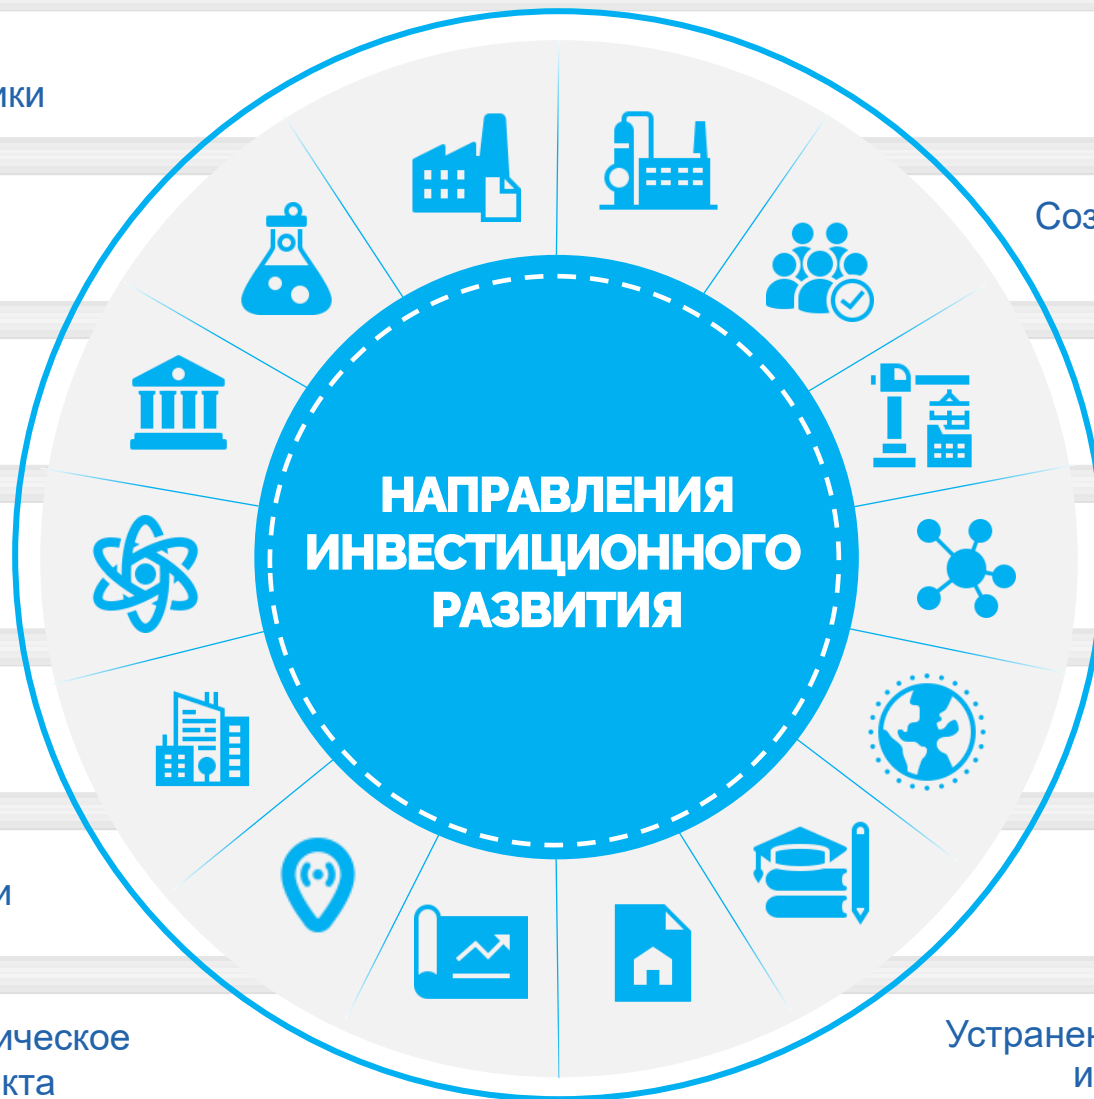 ики
Соз
НАПРАВЛЕНИЯ
ИНВЕСТИЦИОННОГО
РАЗВИТИЯ
и
ическое
кта
Устранен
и